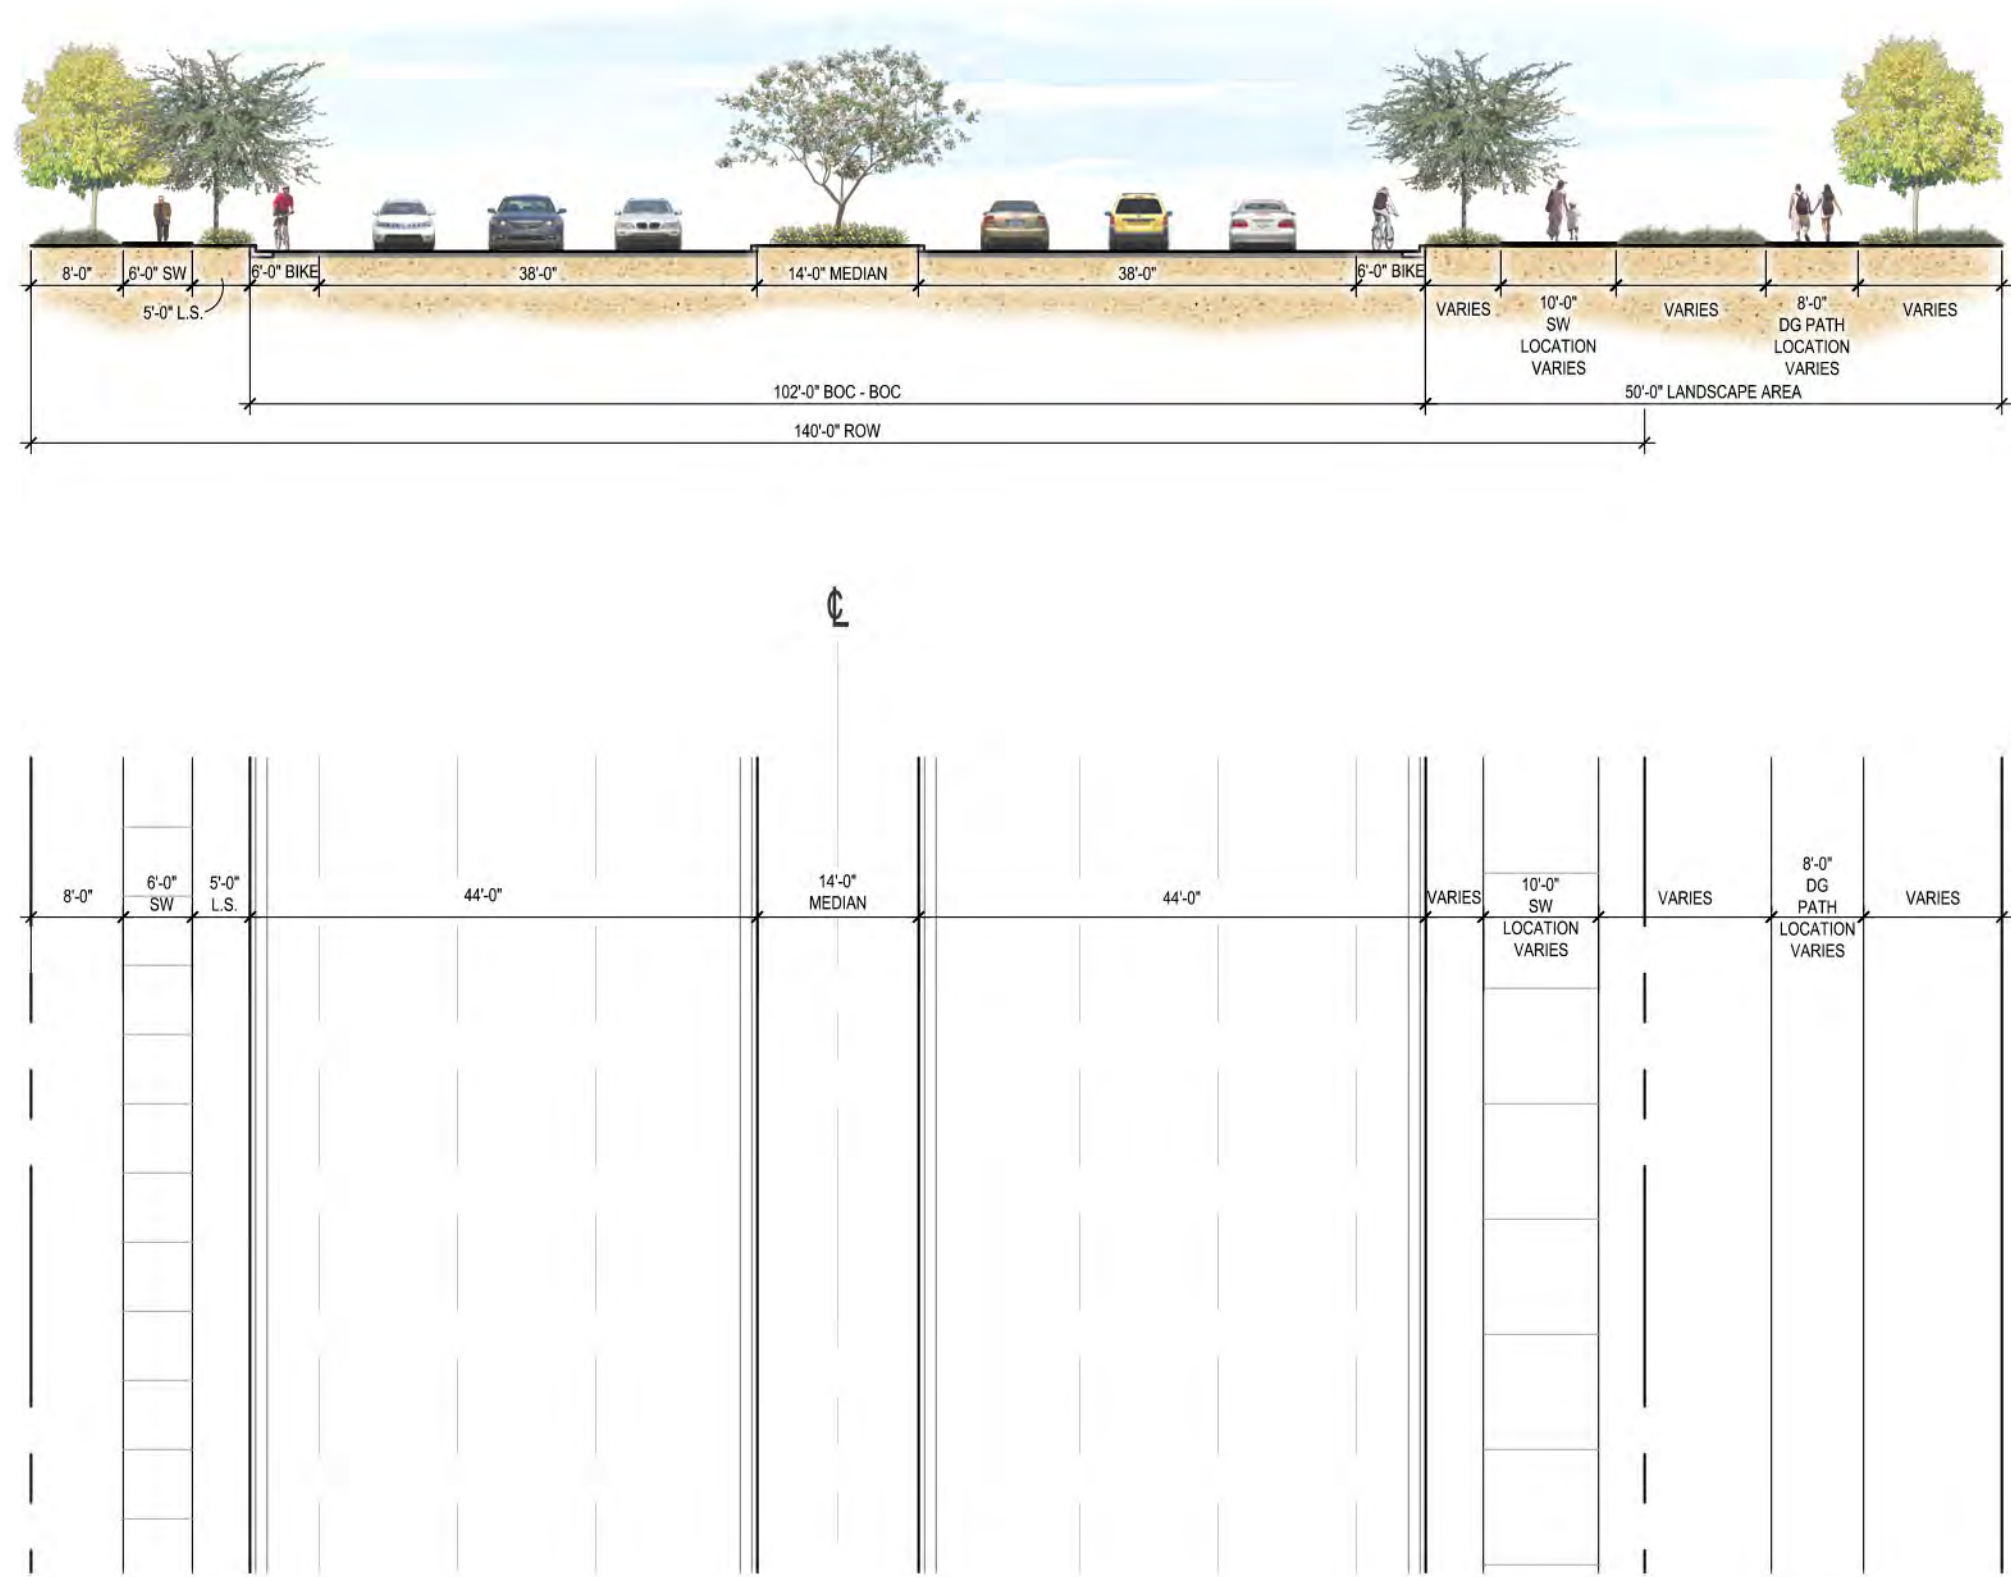 8'-0"
6'-0" SW
6'-0" BIKE
38'-0"
14'-0" MEDIAN
38'-0"
6'-0" BIKE
5'-0" L.S.
VARIES
10'-0"
SW
LOCATION
VARIES
VARIES
8'-0"
DG PATH
LOCATION
VARIES
VARIES
102'-0" BOC - BOC
50'-0" LANDSCAPE AREA
140'-0" ROW
℄
8'-0"
6'-0"
SW
5'-0"
L.S.
44'-0"
14'-0"
MEDIAN
44'-0"
VARIES
10'-0"
SW
LOCATION
VARIES
VARIES
8'-0"
DG
PATH
LOCATION
VARIES
VARIES